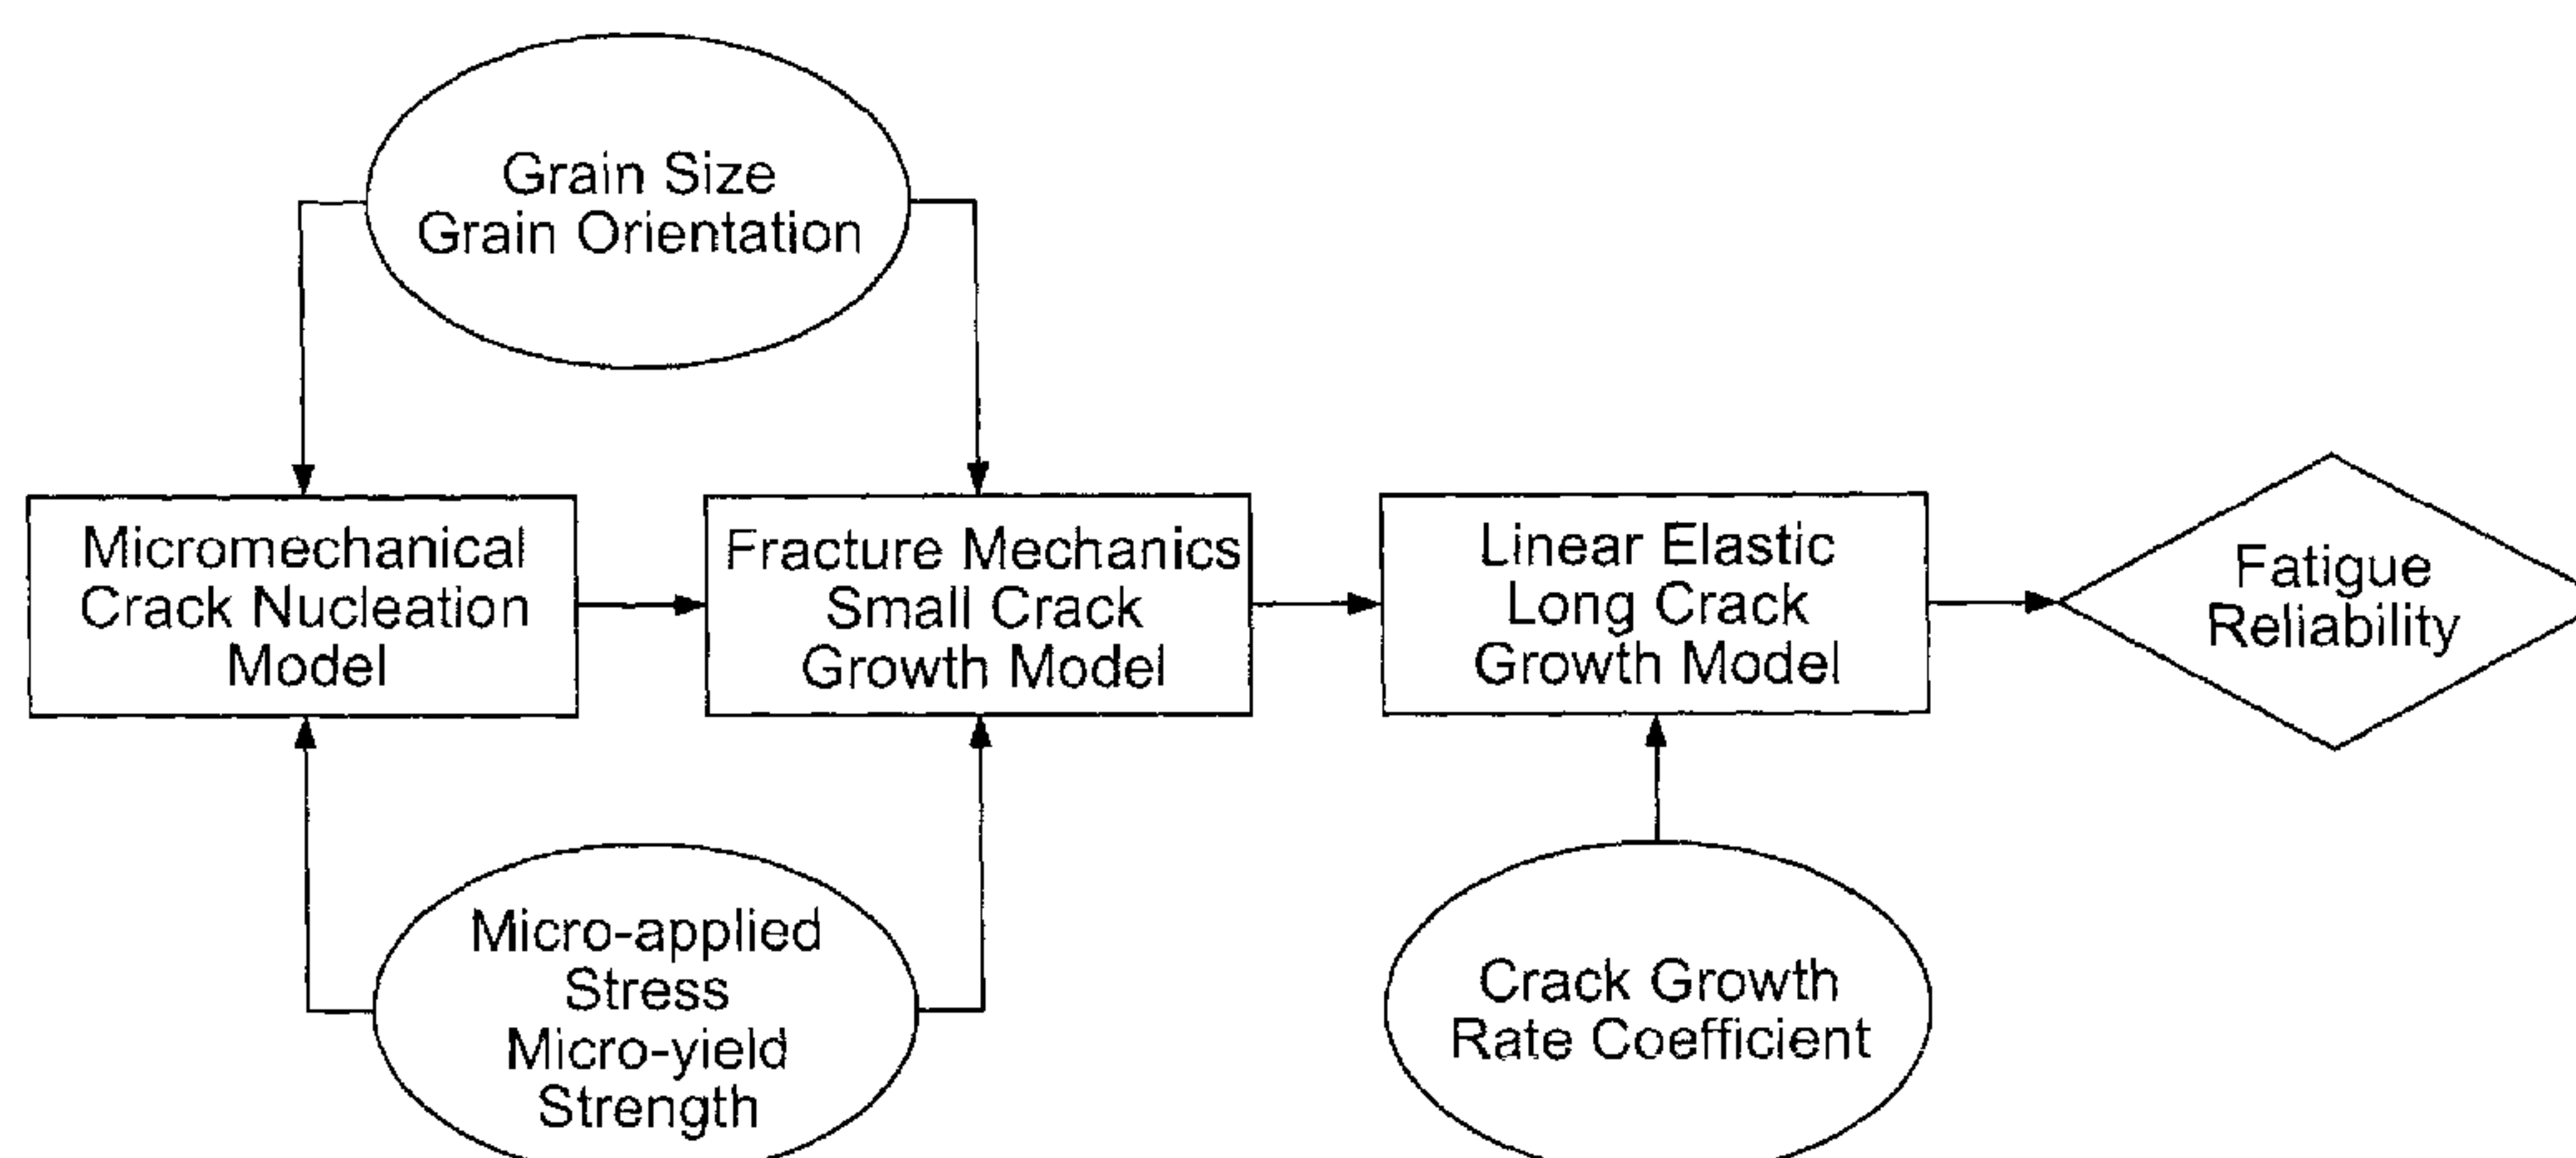 Grain Size
Grain Orientation
Micromechanical
Crack Nucleation
Model
Fracture Mechanics
Small Crack
Growth Model
Linear Elastic
Long Crack
Growth Model
Fatigue
Reliability
Micro-applied
Stress
Micro-yield
Strength
Crack Growth
Rate Coefficient